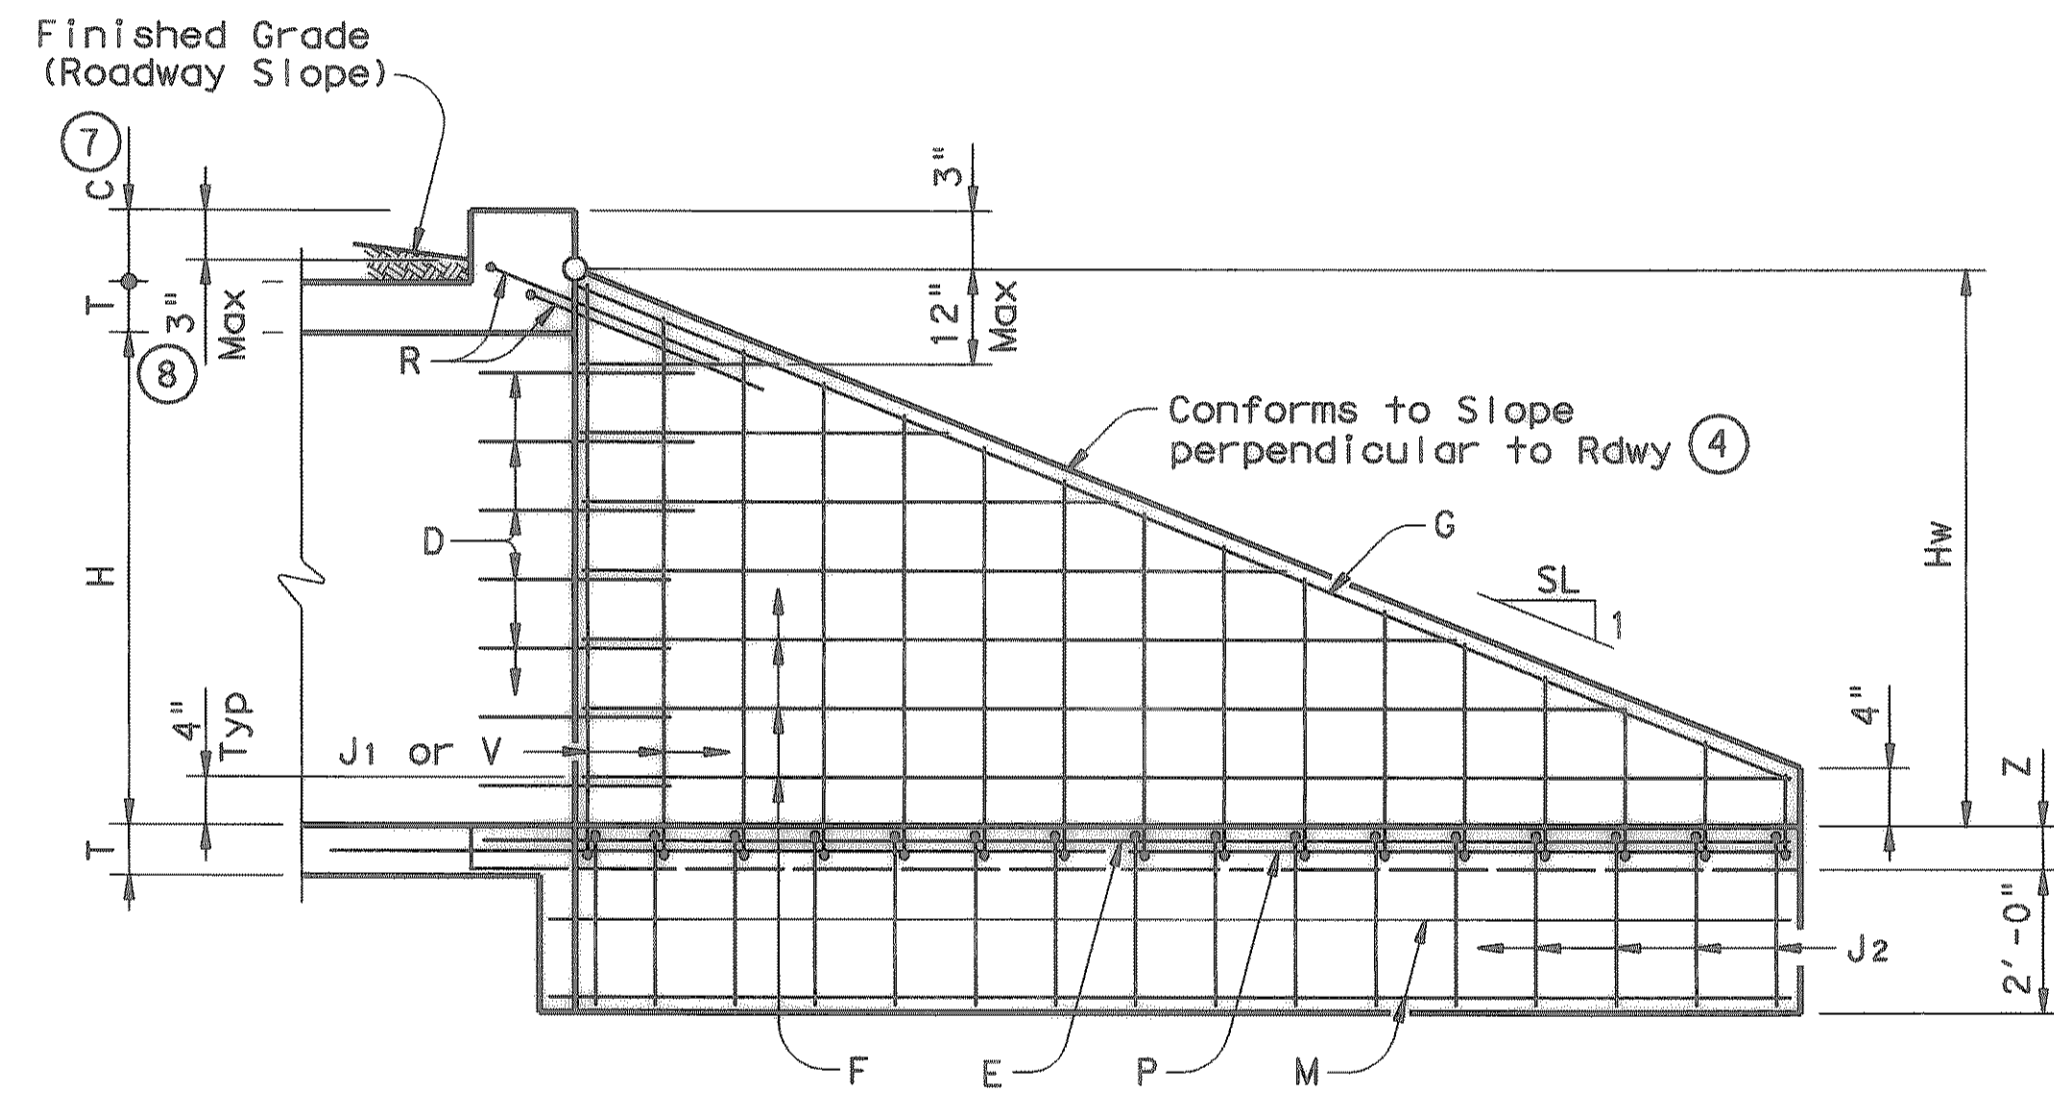 Finished Grade
(Roadway Slope)
7
C
3"
T
3"
Max
12"
Max
8
R
Conforms to Slope
perpendicular to Rdwy 4
G
D
Hw
H
SL
1
4"
Typ
4"
J1 or V
Z
T
J2
2'-0"
F
E
P
M